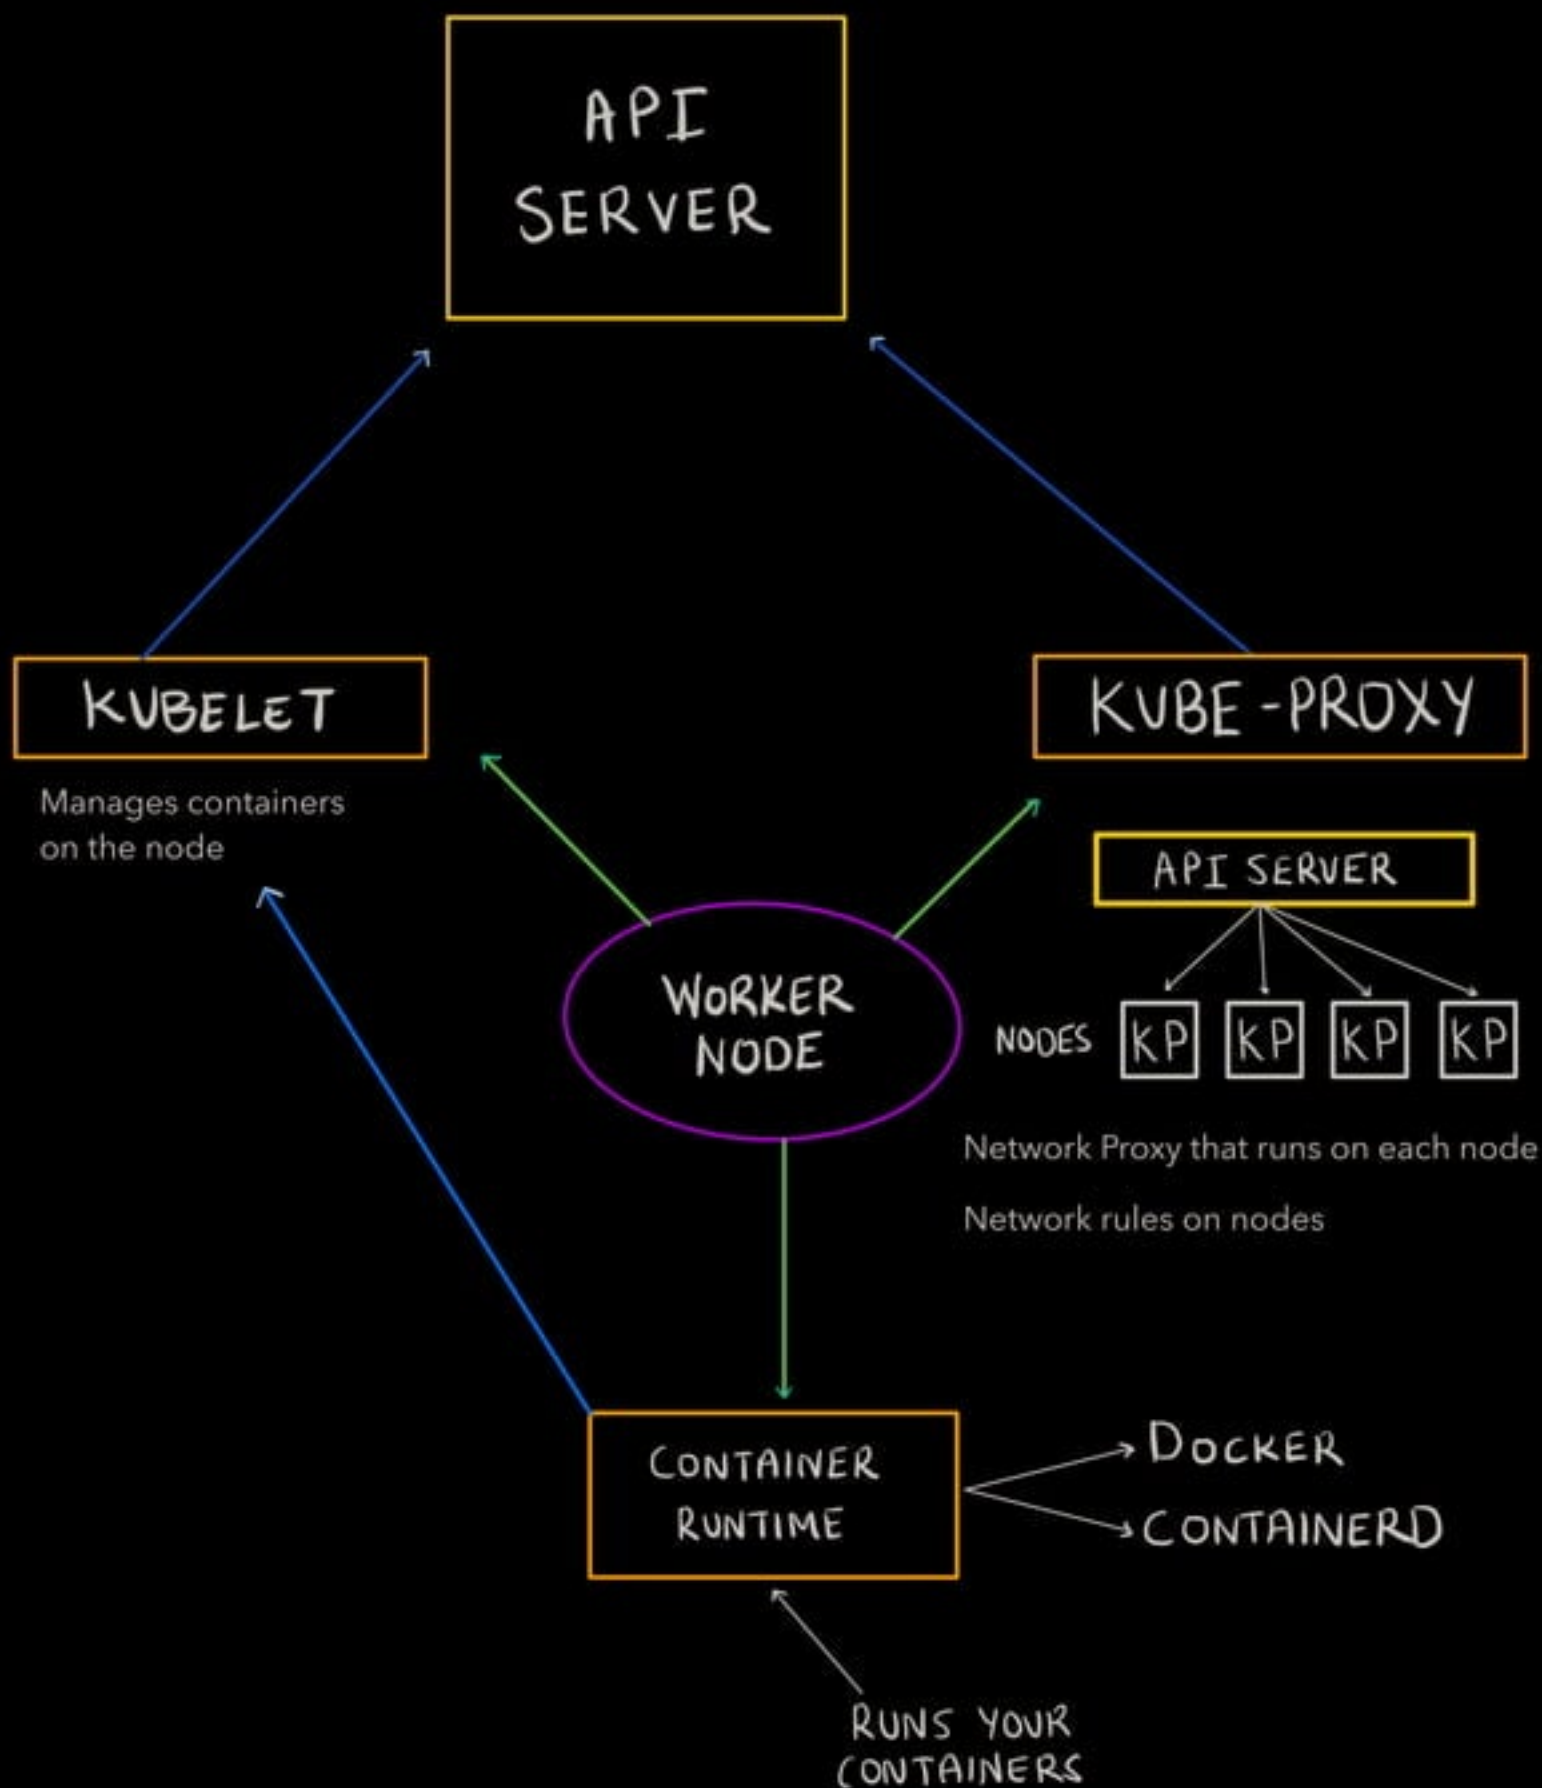 API
SERVER
KUBELET
KUBE-PROXY
Manages containers
on the node
API SERVER
WORKER
NODE
NODES KP KP KP KP
Network Proxy that runs on each node
Network rules on nodes
CONTAINER
RUNTIME
DOCKER
CONTAINERD
RUNS YOUR
CONTAINERS